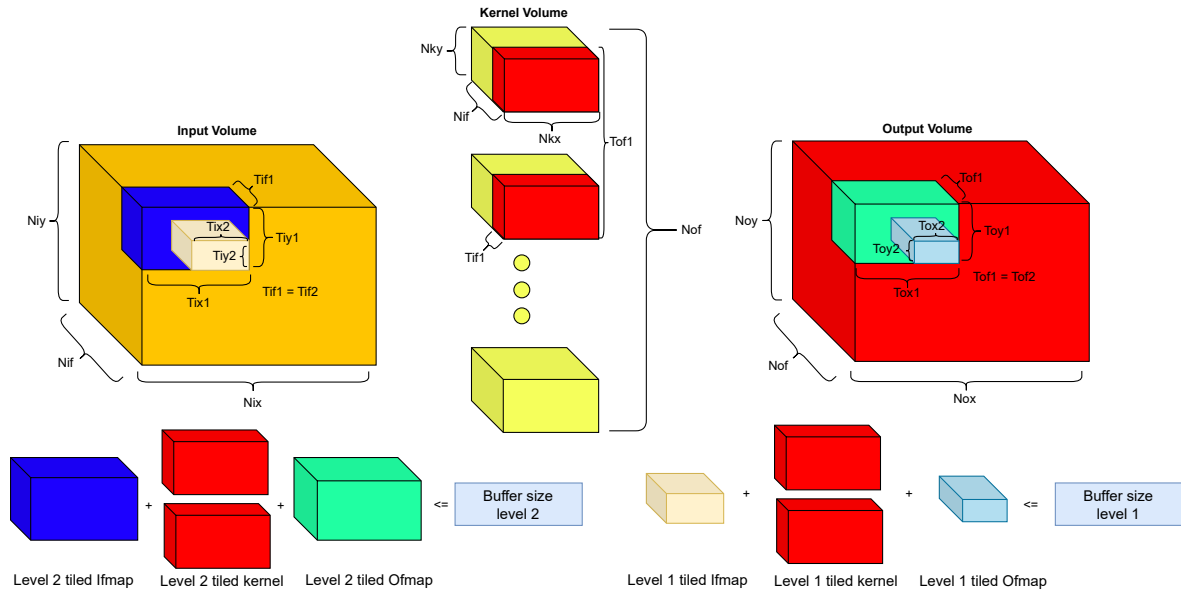 Kernel Volume
Nky
Nif
Nkx
Tof1
Input Volume
Niy
Tif1
Tix2
Tiy1
Tiy2
Tix1
Tif1 = Tif2
Nif
Nix
Tif1
Nof
Output Volume
Noy
Tof1
Tox2
Toy1
Toy2
Tox1
Tof1 = Tof2
Nof
Nox
+
+
<=
Buffer size
level 2
Level 2 tiled Ifmap
Level 2 tiled kernel
Level 2 tiled Ofmap
+
+
<=
Buffer size
level 1
Level 1 tiled Ifmap
Level 1 tiled kernel
Level 1 tiled Ofmap